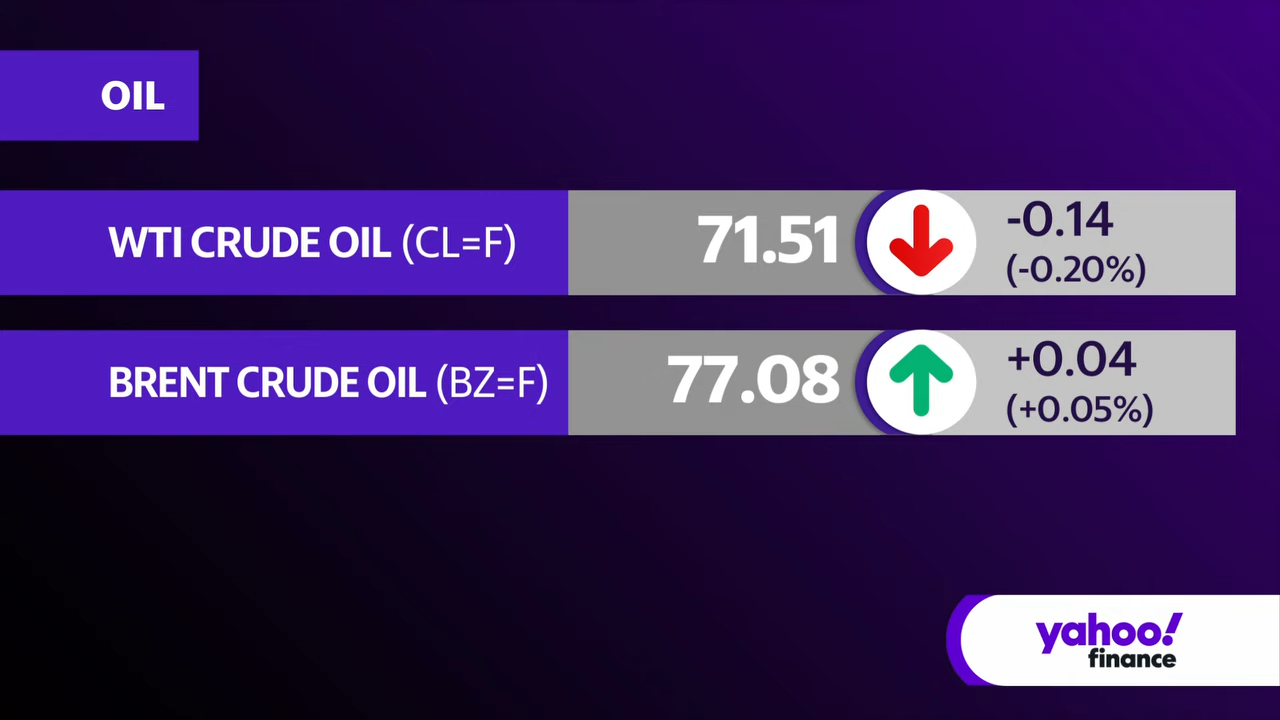 OIL
WTI CRUDE OIL (CL=F) 71.51 -0.14
(-0.20%)
BRENT CRUDE OIL (BZ=F) 77.08 +0.04
(+0.05%)
yahoo!
finance